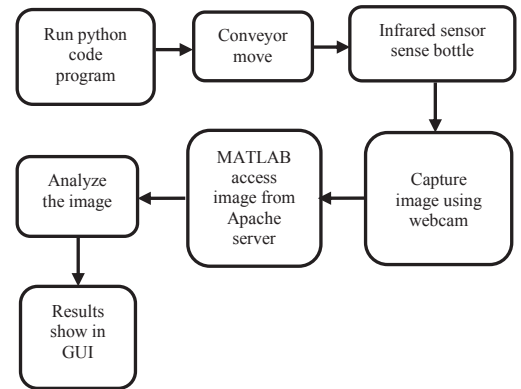 Run python
code
program
Conveyor
move
Infrared sensor
sense bottle
Capture
image using
webcam
MATLAB
access
image from
Apache
server
Analyze
the image
Results
show in
GUI